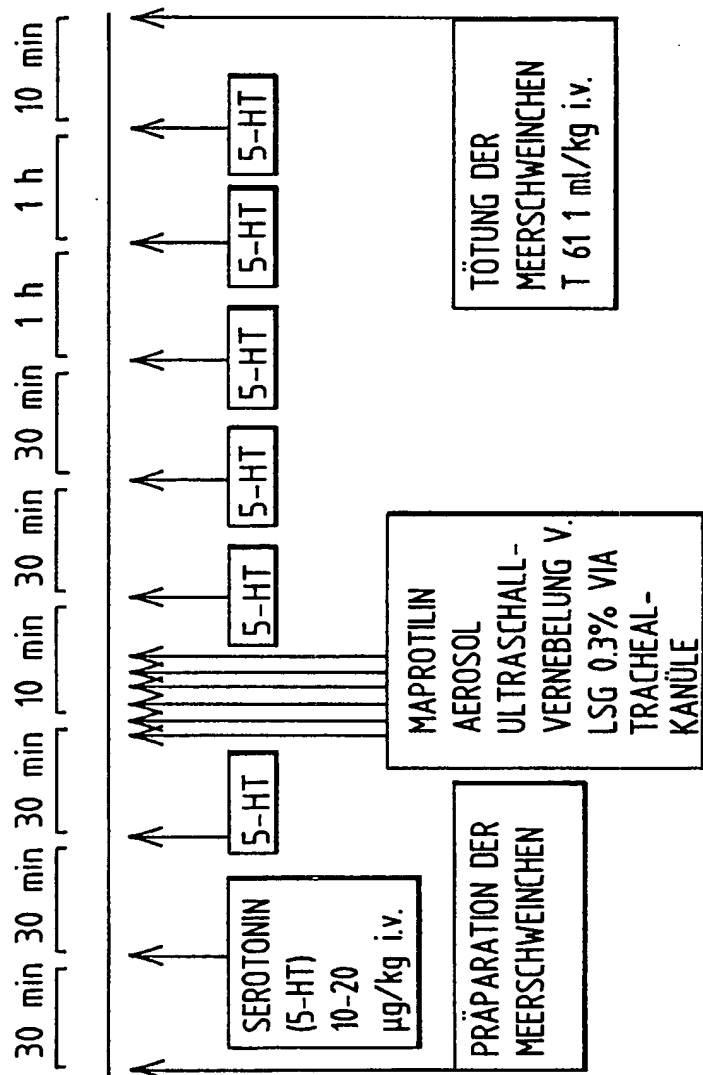 30 min
30 min
30 min
10 min
30 min
30 min
1 h
1 h
10 min
SEROTONIN
(5-HT)
10-20
µg/kg i.v.
5-HT
5-HT
5-HT
5-HT
5-HT
5-HT
PRÄPARATION DER
MEERSCHWEINCHEN
MAPROTILIN
AEROSOL
ULTRASCHALL-
VERNEBELUNG V.
LSG 0.3% VIA
TRACHEAL-
KANÜLE
TÖTUNG DER
MEERSCHWEINCHEN
T 61 1 ml/kg i.v.